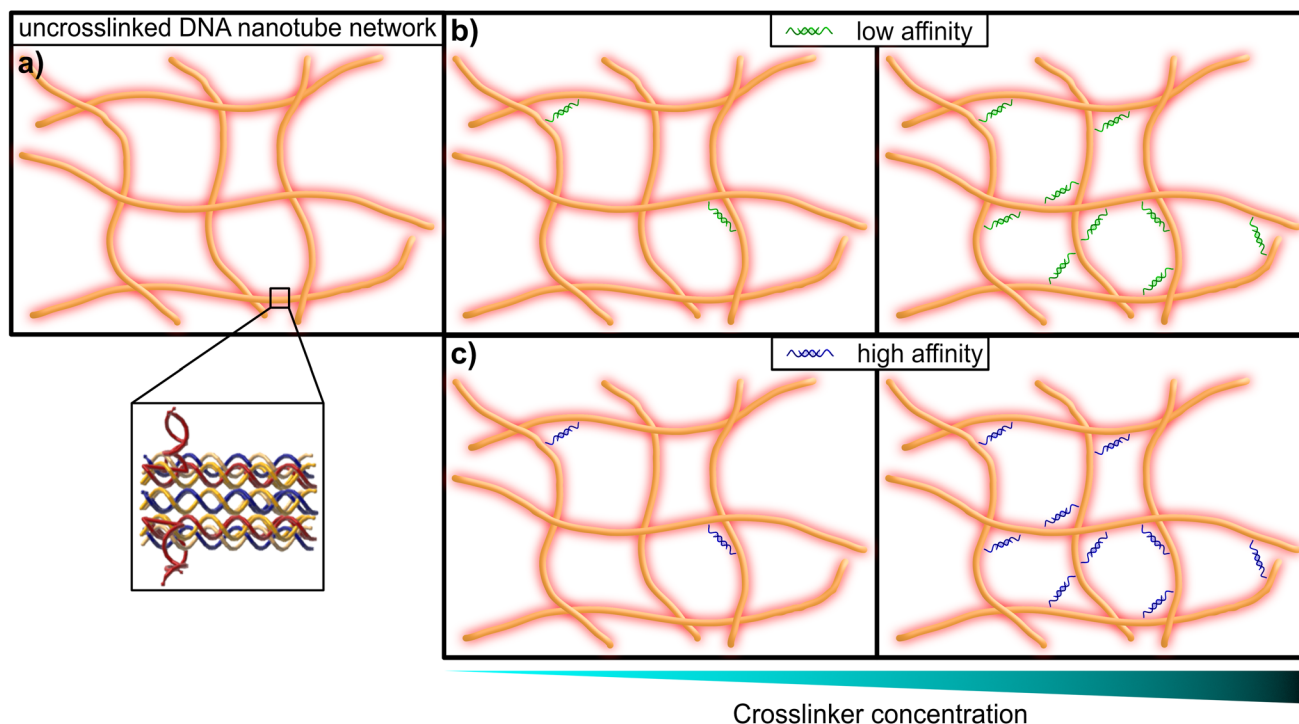 uncrosslinked DNA nanotube network
a)
b)
low affinity
c)
high affinity
Crosslinker concentration